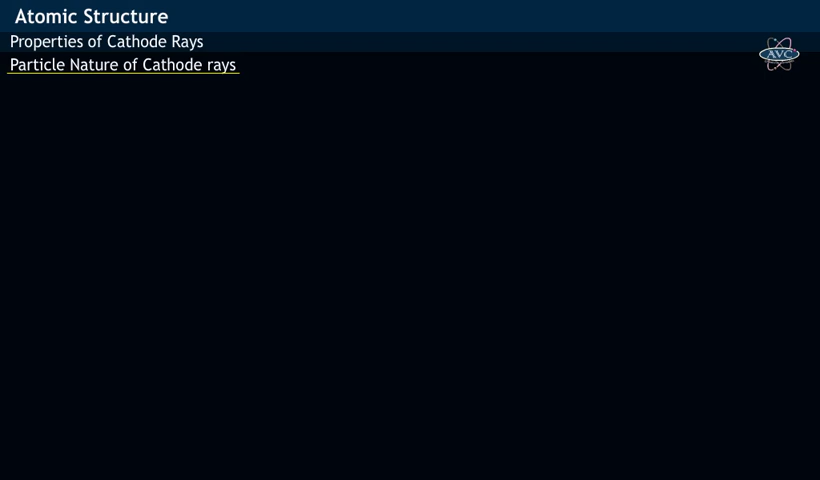 Atomic Structure
Properties of Cathode Rays
AVC
Particle Nature of Cathode rays